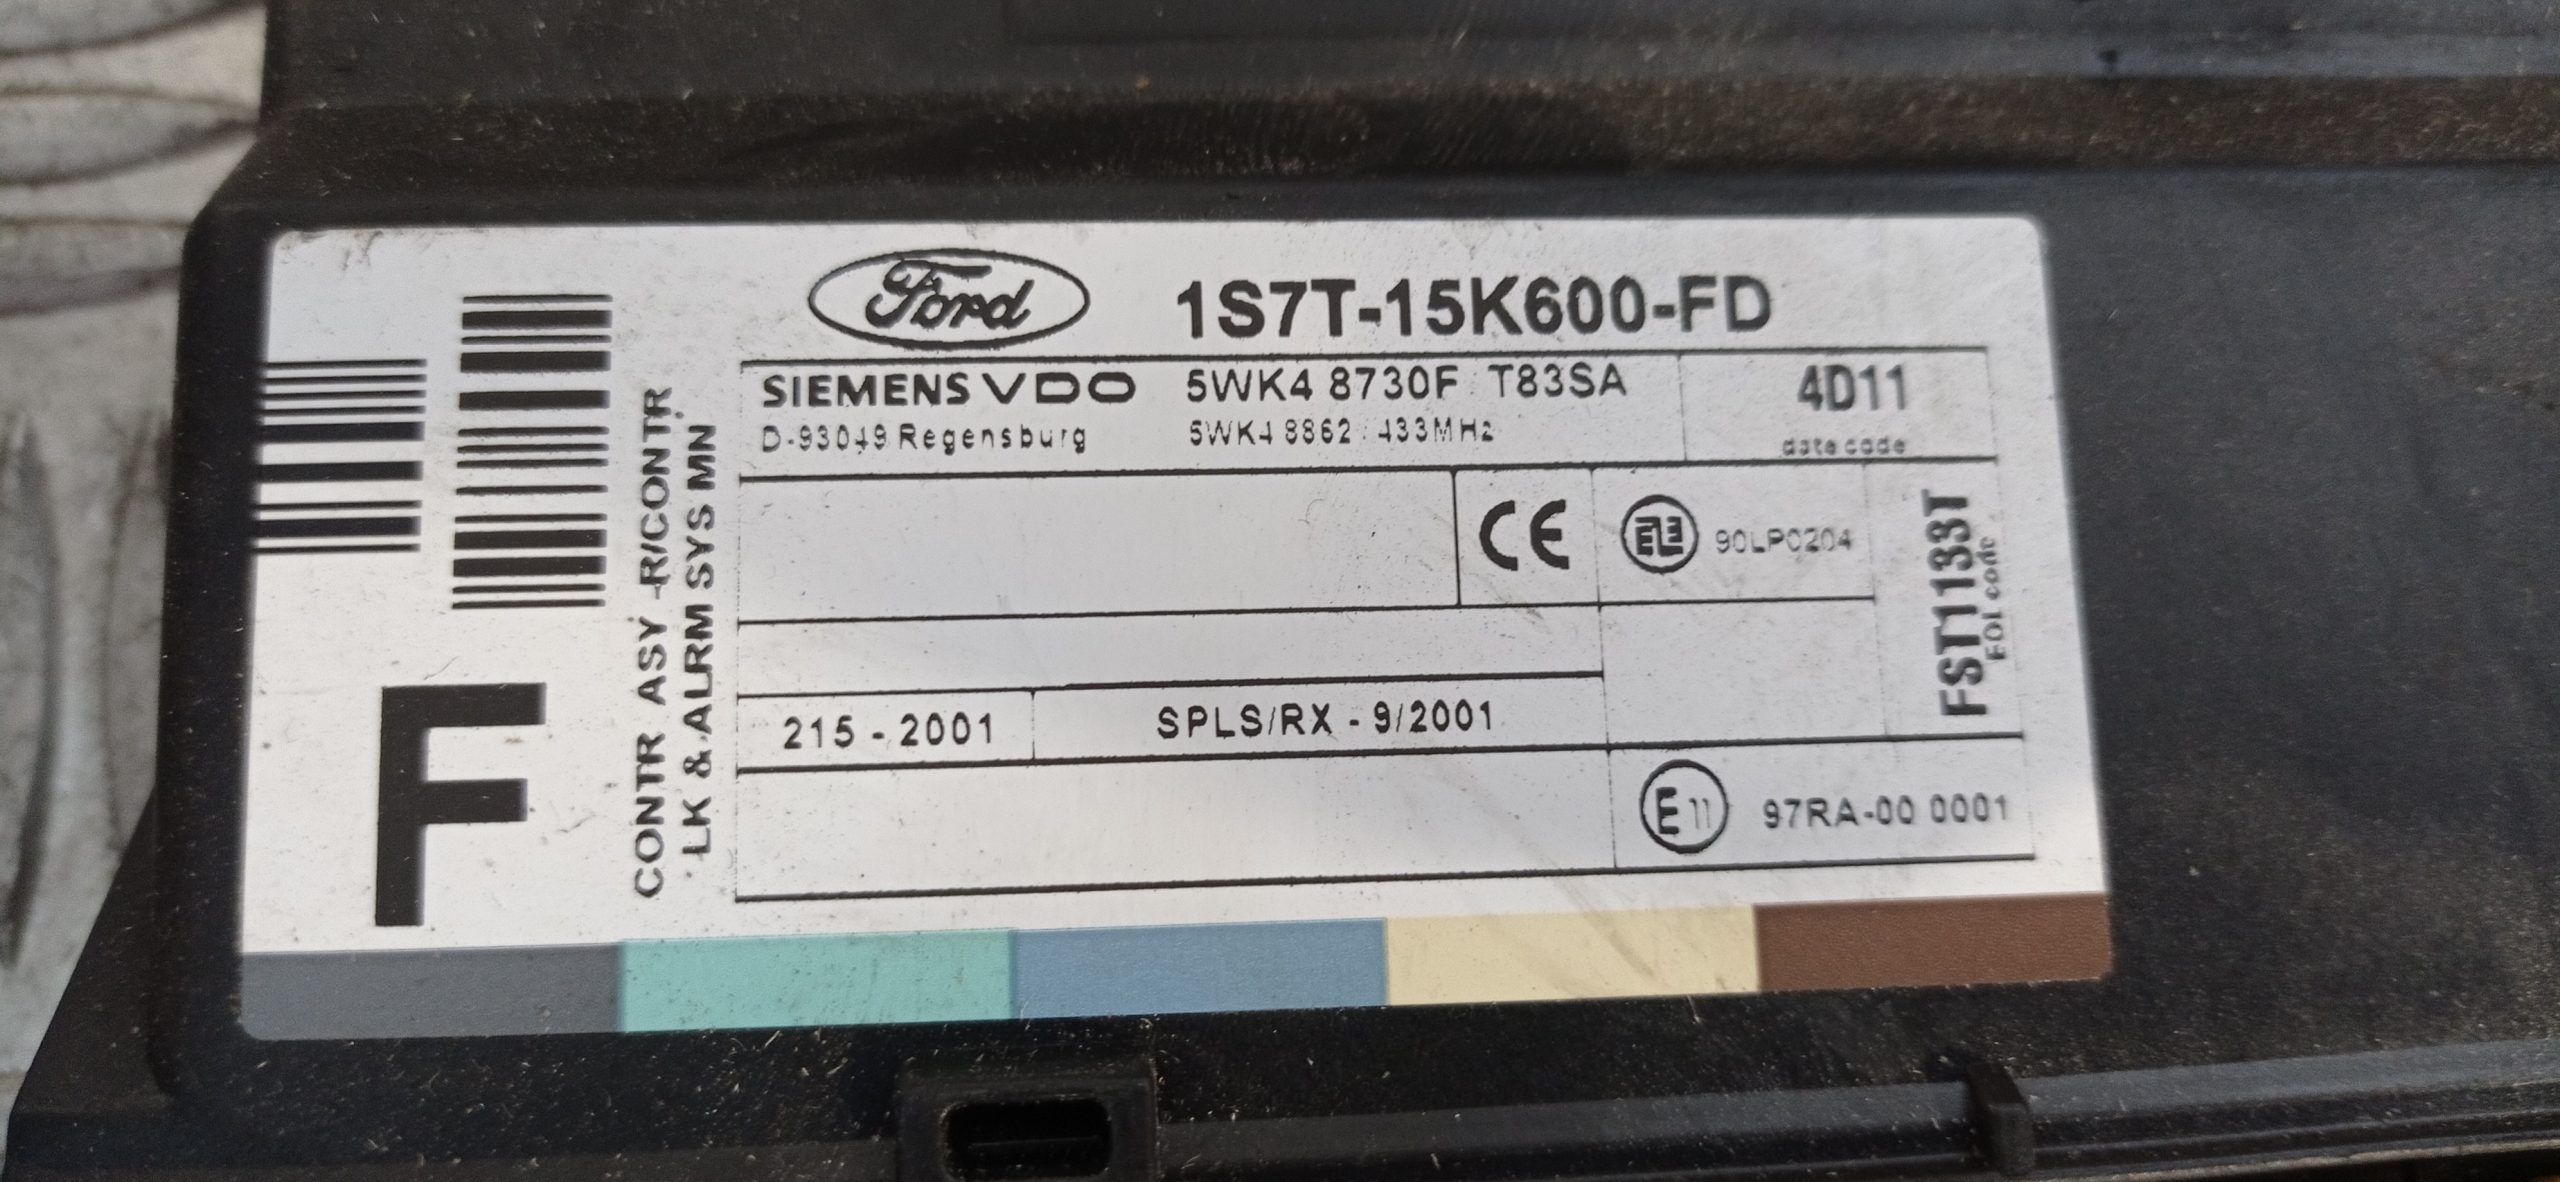 Ford 1S7T-15K600-FD
SIEMENS VDO 5WK4 8730F T83SA 4D11
D-93049 Regensburg 5WK4 8862 433MHz date code
CE 90LP0204
FST1133T
EOL code
215 - 2001 SPLS/RX - 9/2001
E11 97RA-00 0001
CONTR ASY -R/CONTR
LK & ALRM SYS MN
F